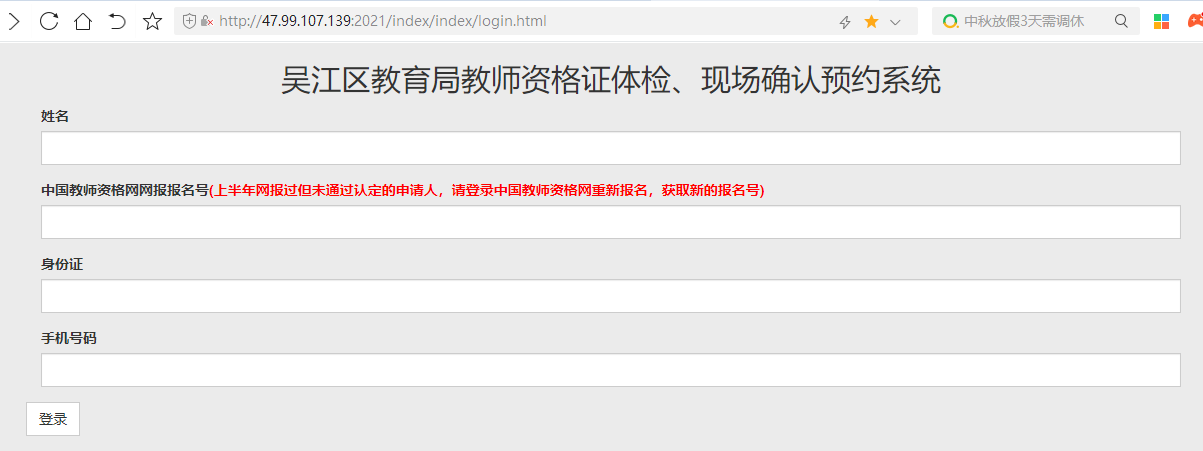 http://47.99.107.139:2021/index/index/login.html
中秋放假3天需调休
吴江区教育局教师资格证体检、现场确认预约系统
姓名
中国教师资格网网报报名号(上半年网报过但未通过认定的申请人，请登录中国教师资格网重新报名，获取新的报名号)
身份证
手机号码
登录